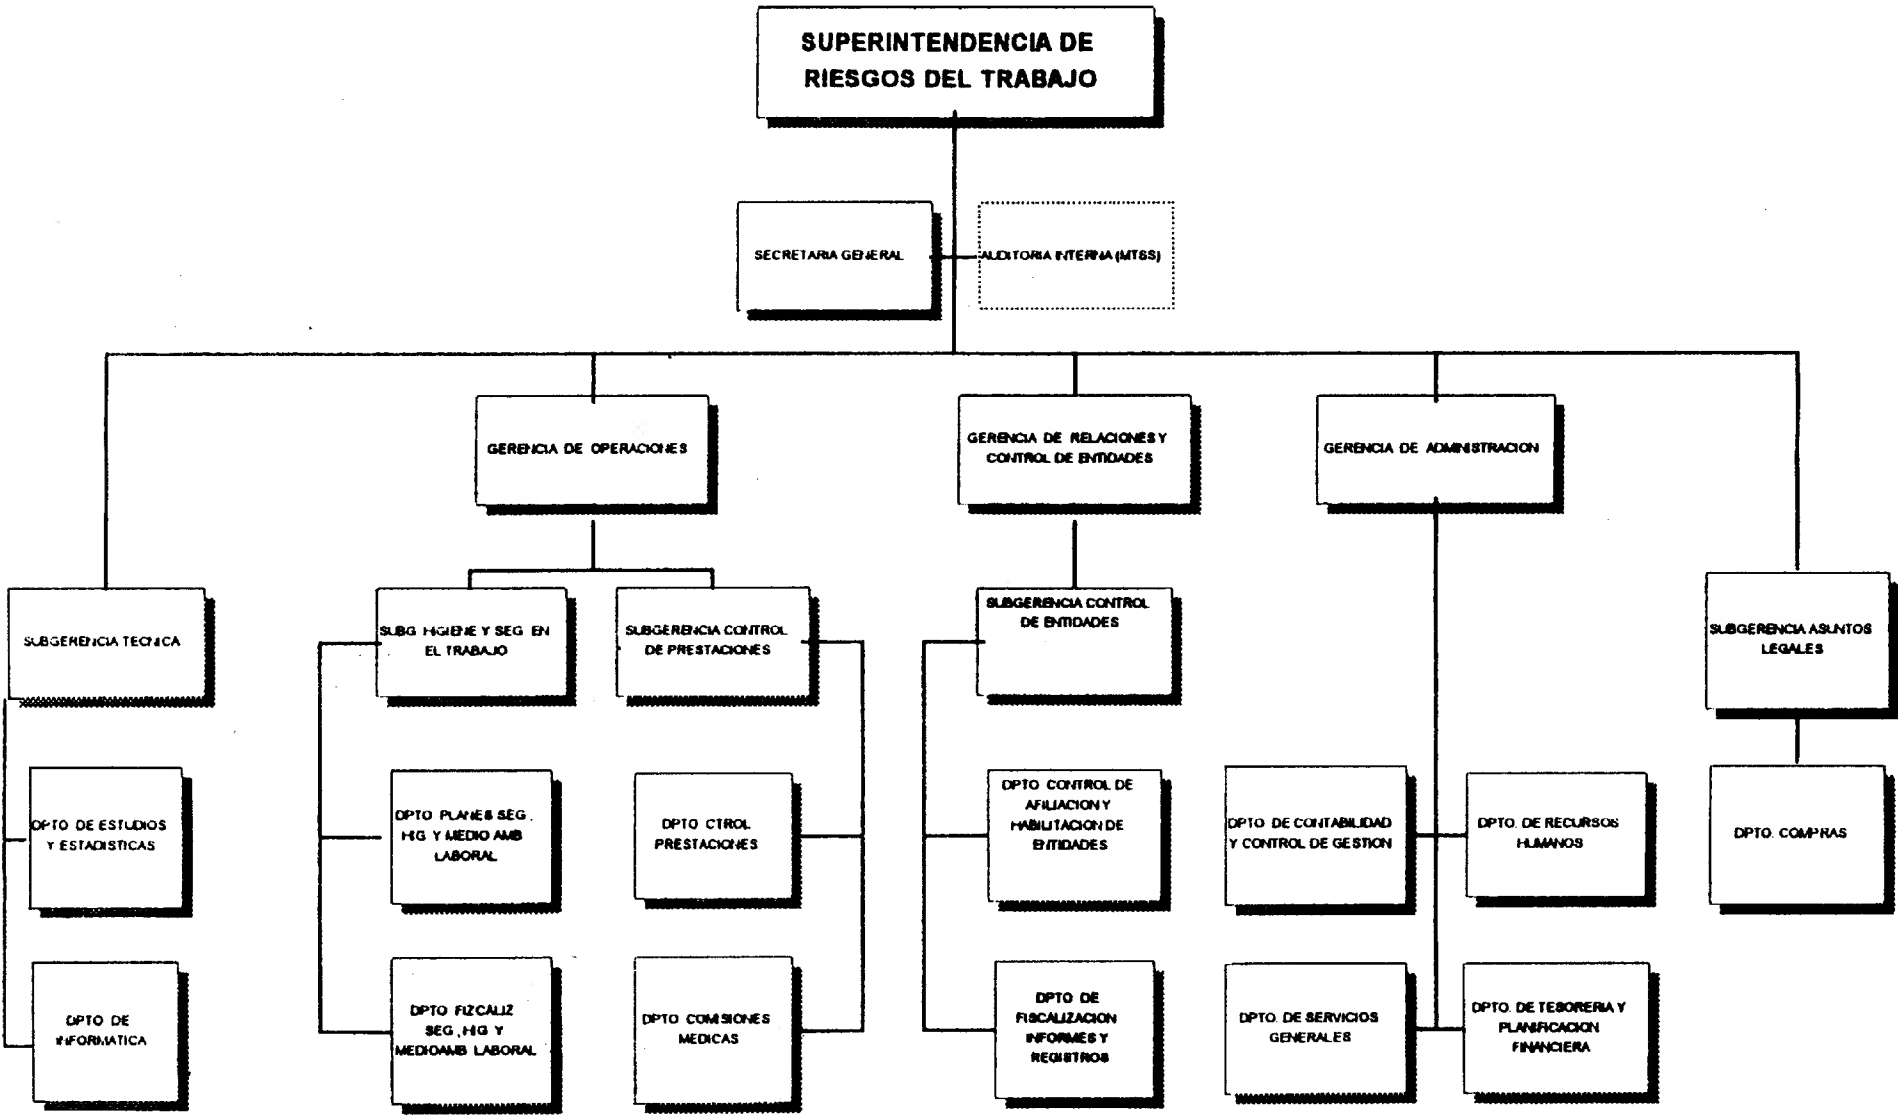 SUPERINTENDENCIA DE
RIESGOS DEL TRABAJO
SECRETARIA GENERAL
AUDITORIA INTERNA (MTSS)
GERENCIA DE OPERACIONES
GERENCIA DE RELACIONES Y
CONTROL DE ENTIDADES
GERENCIA DE ADMINISTRACION
SUBGERENCIA TECNICA
SUBG HIGIENE Y SEG EN
EL TRABAJO
SUBGERENCIA CONTROL
DE PRESTACIONES
SUBGERENCIA CONTROL
DE ENTIDADES
SUBGERENCIA ASUNTOS
LEGALES
DPTO DE ESTUDIOS
Y ESTADISTICAS
DPTO PLANES SEG,
HIG Y MEDIO AMB
LABORAL
DPTO CTROL
PRESTACIONES
DPTO CONTROL DE
AFILIACION Y
HABILITACION DE
ENTIDADES
DPTO DE CONTABILIDAD
Y CONTROL DE GESTION
DPTO. DE RECURSOS
HUMANOS
DPTO. COMPRAS
DPTO DE
INFORMATICA
DPTO FIZCALIZ
SEG, HIG Y
MEDIOAMB LABORAL
DPTO COMISIONES
MEDICAS
DPTO DE
FISCALIZACION
INFORMES Y
REGISTROS
DPTO. DE SERVICIOS
GENERALES
DPTO. DE TESORERIA Y
PLANIFICACION
FINANCIERA